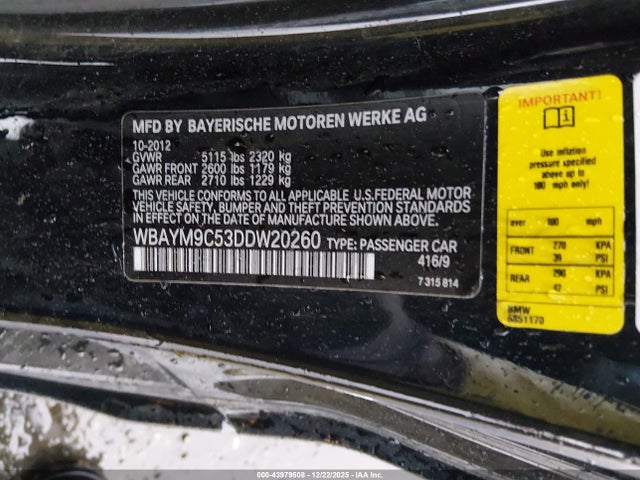 MFD BY BAYERISCHE MOTOREN WERKE AG
10-2012
GVWR 5115 lbs 2320 kg
GAWR FRONT 2600 lbs 1179 kg
GAWR REAR 2710 lbs 1229 kg
THIS VEHICLE CONFORMS TO ALL APPLICABLE U.S.FEDERAL MOTOR
VEHICLE SAFETY, BUMPER AND THEFT PREVENTION STANDARDS
IN EFFECT ON THE DATE OF MANUFACTURE SHOWN ABOVE.
WBAYM9C53DDW20260 TYPE: PASSENGER CAR
416/9
7 315 814
IMPORTANT!
i
Use inflation
pressure specified
above up to
100 mph only!
over 100 mph
FRONT 270 KPA
39 PSI
REAR 290 KPA
42 PSI
BMW
6851170
000-43979508 - 12/22/2025 - IAA, Inc. Copyright